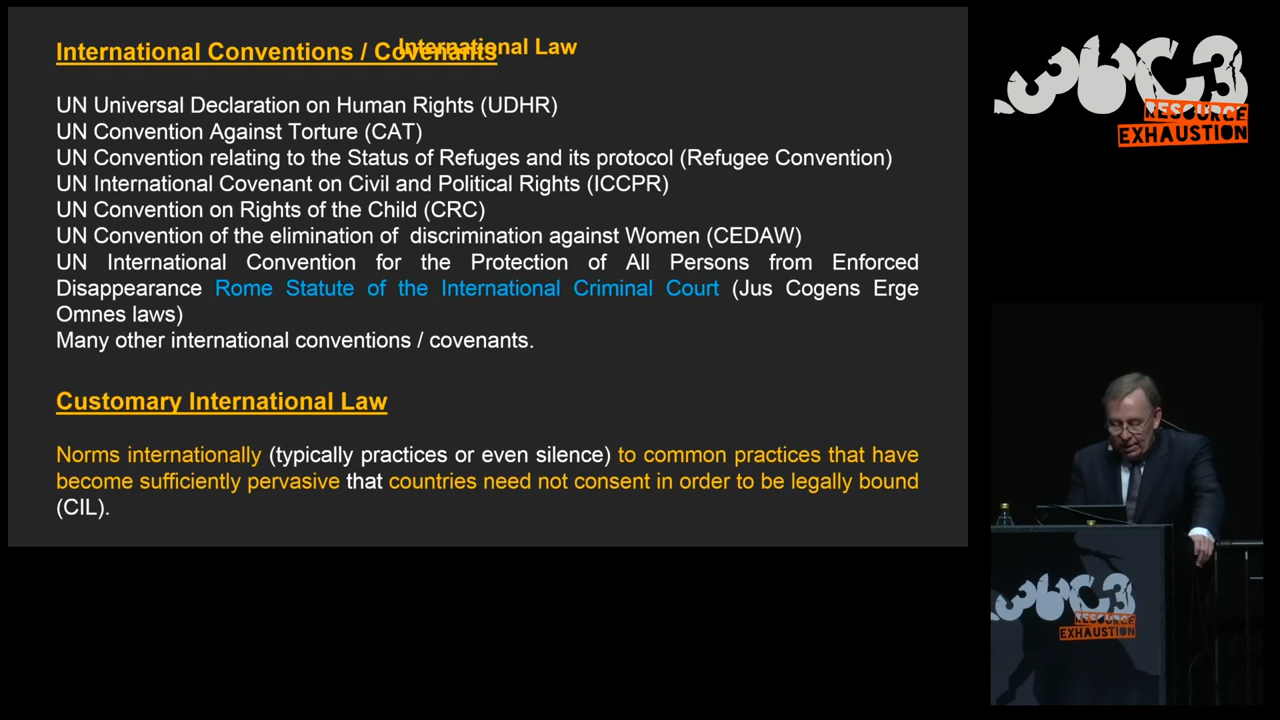 International Conventions / Covenants
International Law
UN Universal Declaration on Human Rights (UDHR)
UN Convention Against Torture (CAT)
UN Convention relating to the Status of Refuges and its protocol (Refugee Convention)
UN International Covenant on Civil and Political Rights (ICCPR)
UN Convention on Rights of the Child (CRC)
UN Convention of the elimination of  discrimination against Women (CEDAW)
UN International Convention for the Protection of All Persons from Enforced
Disappearance Rome Statute of the International Criminal Court (Jus Cogens Erge
Omnes laws)
Many other international conventions / covenants.
Customary International Law
Norms internationally (typically practices or even silence) to common practices that have
become sufficiently pervasive that countries need not consent in order to be legally bound
(CIL).
36C3
RESOURCE
EXHAUSTION
36C3
RESOURCE
EXHAUSTION